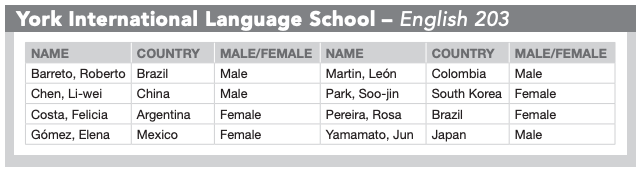 York International Language School – English 203
NAME COUNTRY MALE/FEMALE NAME COUNTRY MALE/FEMALE
Barreto, Roberto Brazil Male Martin, León Colombia Male
Chen, Li-wei China Male Park, Soo-jin South Korea Female
Costa, Felicia Argentina Female Pereira, Rosa Brazil Female
Gómez, Elena Mexico Female Yamamato, Jun Japan Male